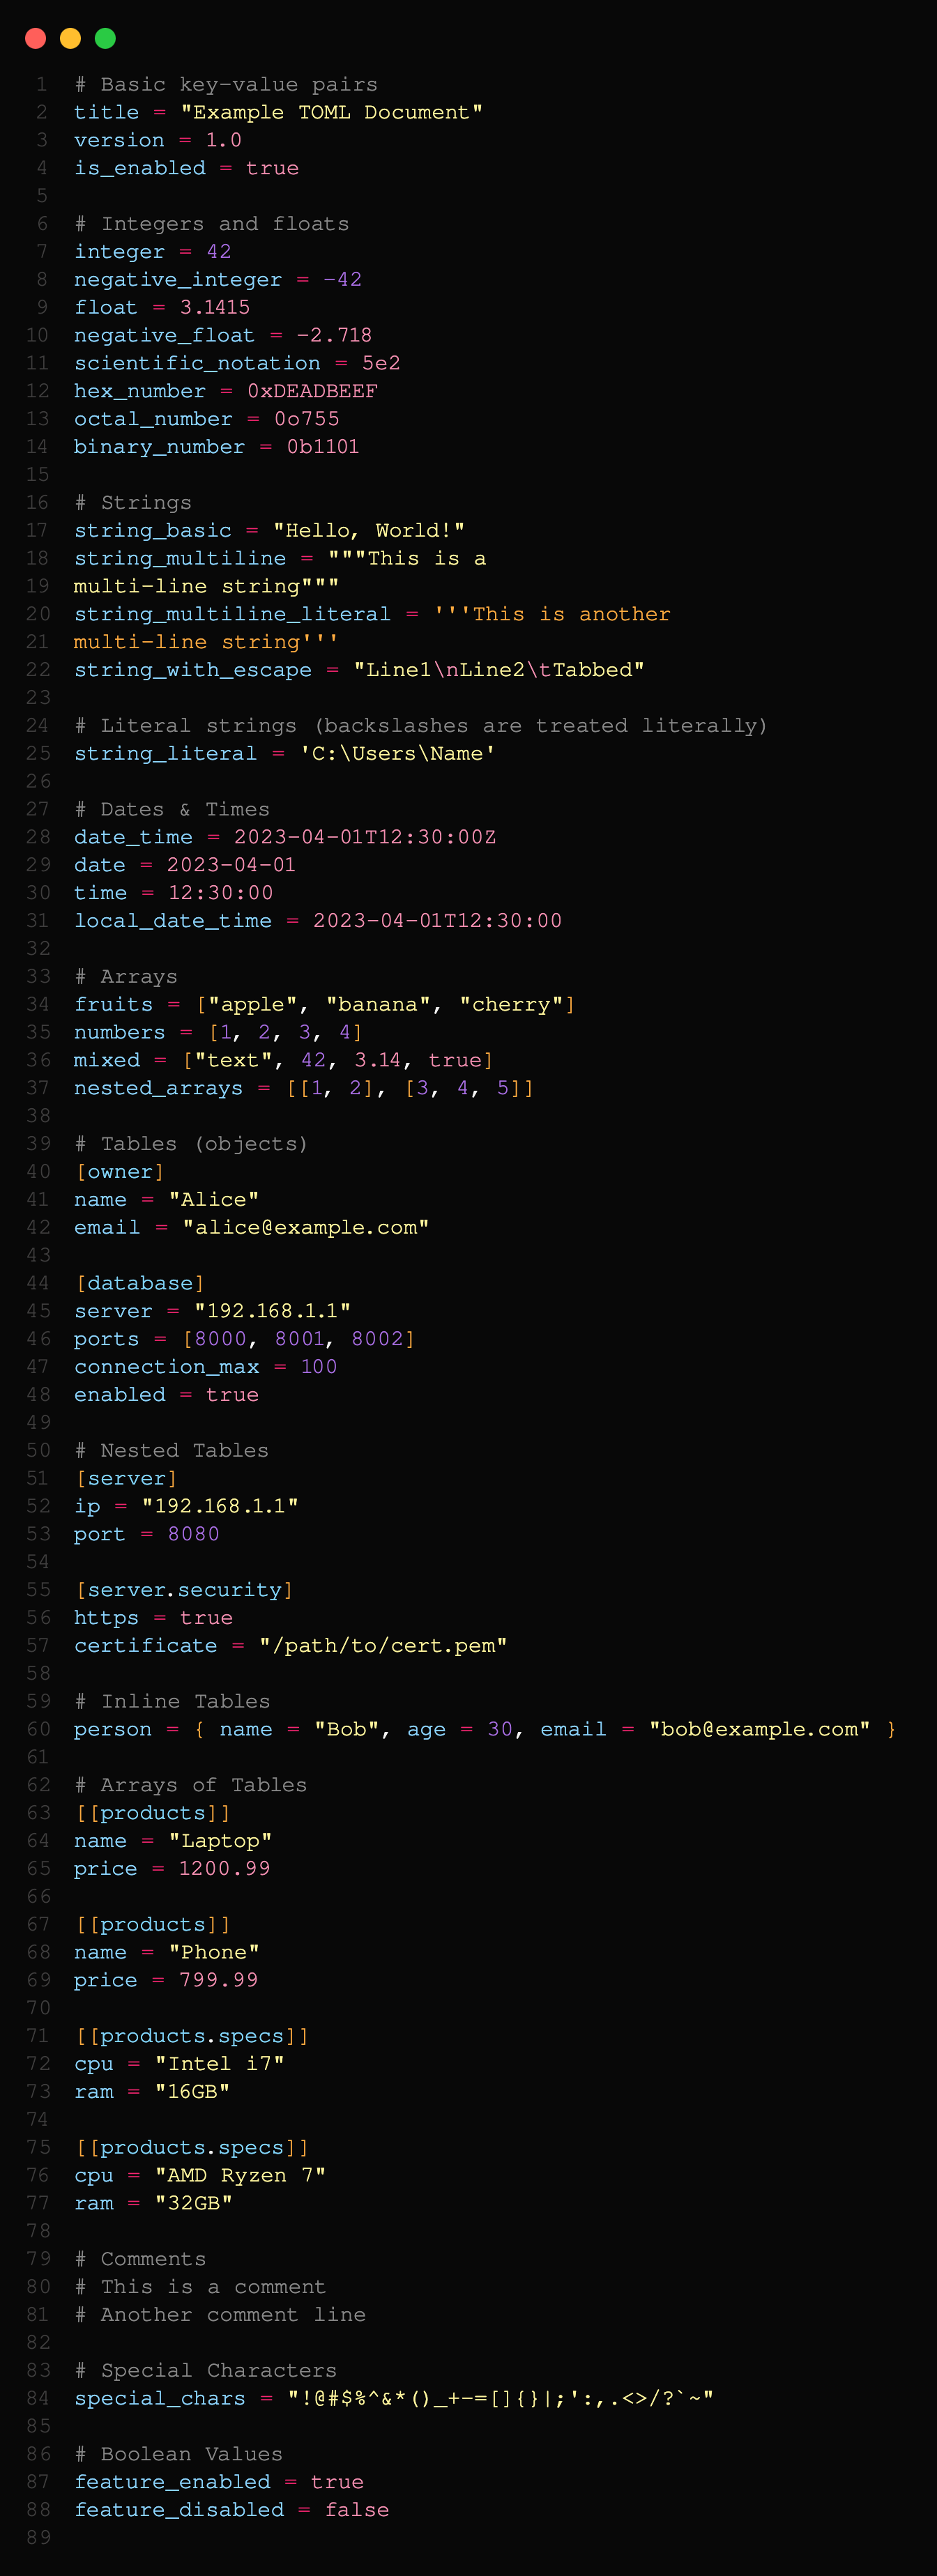 1 # Basic key-value pairs
2 title = "Example TOML Document"
3 version = 1.0
4 is_enabled = true
5
6 # Integers and floats
7 integer = 42
8 negative_integer = -42
9 float = 3.1415
10 negative_float = -2.718
11 scientific_notation = 5e2
12 hex_number = 0xDEADBEEF
13 octal_number = 0o755
14 binary_number = 0b1101
15
16 # Strings
17 string_basic = "Hello, World!"
18 string_multiline = """This is a
19 multi-line string"""
20 string_multiline_literal = '''This is another
21 multi-line string'''
22 string_with_escape = "Line1\nLine2\tTabbed"
23
24 # Literal strings (backslashes are treated literally)
25 string_literal = 'C:\Users\Name'
26
27 # Dates & Times
28 date_time = 2023-04-01T12:30:00Z
29 date = 2023-04-01
30 time = 12:30:00
31 local_date_time = 2023-04-01T12:30:00
32
33 # Arrays
34 fruits = ["apple", "banana", "cherry"]
35 numbers = [1, 2, 3, 4]
36 mixed = ["text", 42, 3.14, true]
37 nested_arrays = [[1, 2], [3, 4, 5]]
38
39 # Tables (objects)
40 [owner]
41 name = "Alice"
42 email = "alice@example.com"
43
44 [database]
45 server = "192.168.1.1"
46 ports = [8000, 8001, 8002]
47 connection_max = 100
48 enabled = true
49
50 # Nested Tables
51 [server]
52 ip = "192.168.1.1"
53 port = 8080
54
55 [server.security]
56 https = true
57 certificate = "/path/to/cert.pem"
58
59 # Inline Tables
60 person = { name = "Bob", age = 30, email = "bob@example.com" }
61
62 # Arrays of Tables
63 [[products]]
64 name = "Laptop"
65 price = 1200.99
66
67 [[products]]
68 name = "Phone"
69 price = 799.99
70
71 [[products.specs]]
72 cpu = "Intel i7"
73 ram = "16GB"
74
75 [[products.specs]]
76 cpu = "AMD Ryzen 7"
77 ram = "32GB"
78
79 # Comments
80 # This is a comment
81 # Another comment line
82
83 # Special Characters
84 special_chars = "!@#$%^&*()_+-=[]{}|;':,.<>/?`~"
85
86 # Boolean Values
87 feature_enabled = true
88 feature_disabled = false
89